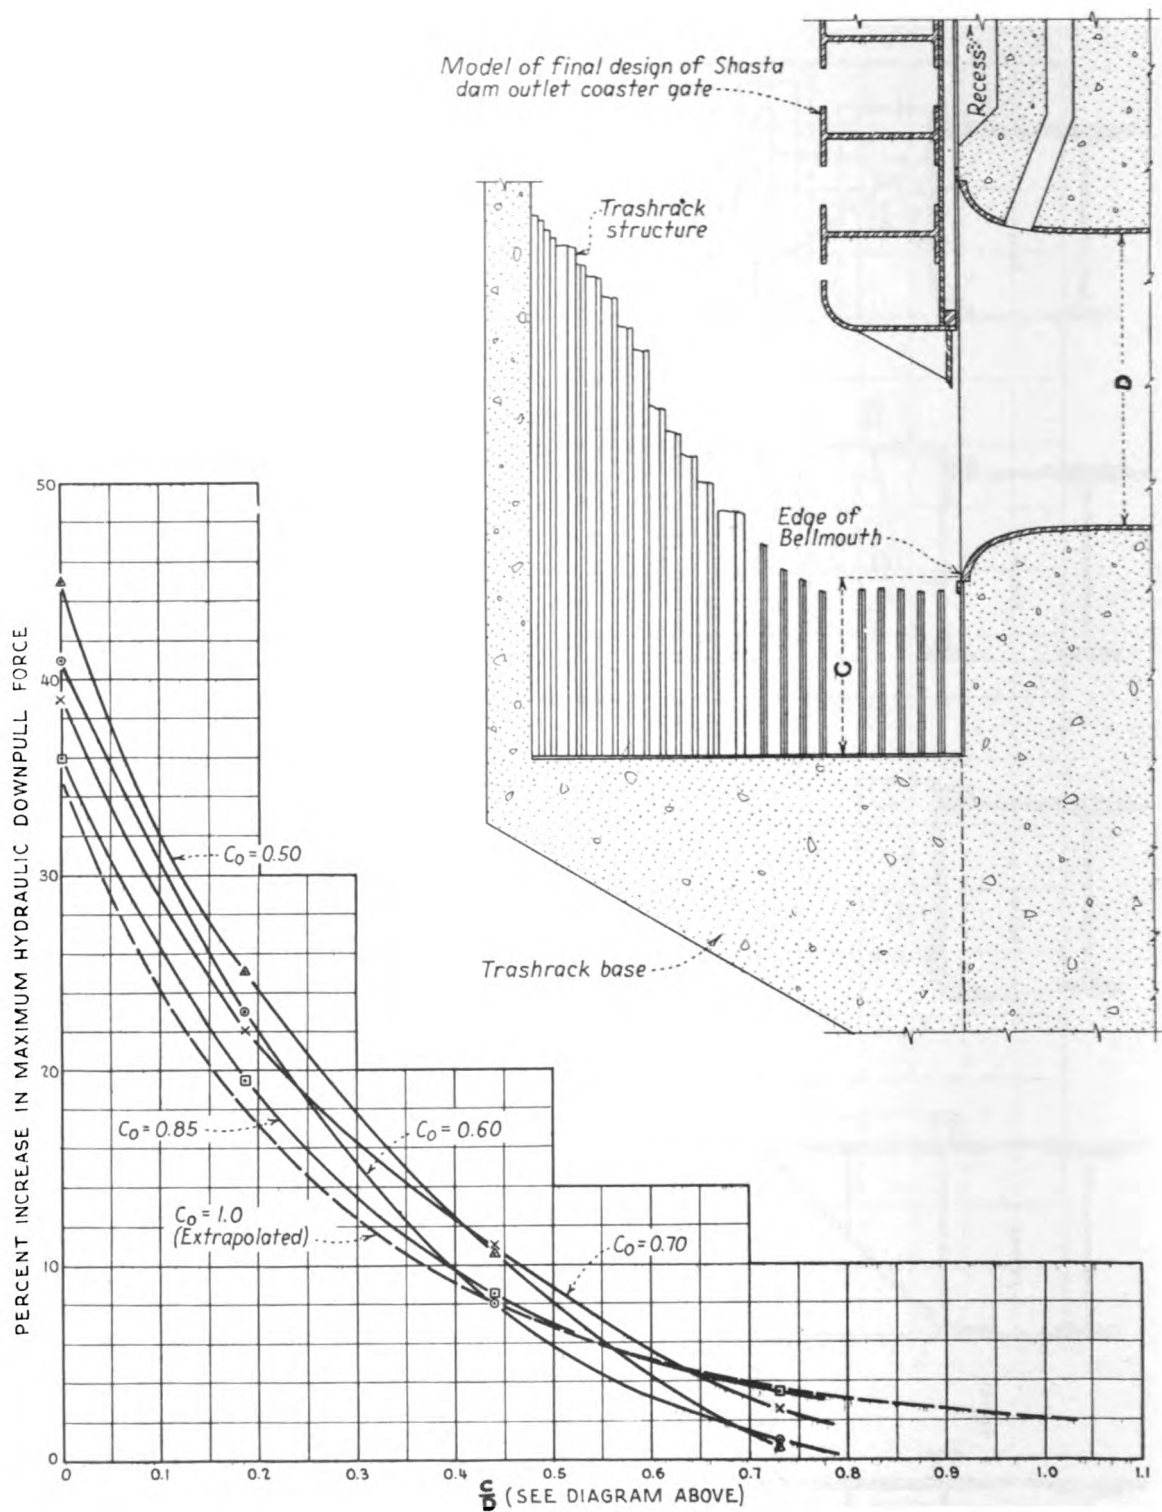 Model of final design of Shasta
dam outlet coaster gate
Recess
Trashrack
structure
D
Edge of
Bellmouth
C
Trashrack base
PERCENT INCREASE IN MAXIMUM HYDRAULIC DOWNPULL FORCE
50
40
30
20
10
0
C₀ = 0.50
C₀ = 0.85
C₀ = 0.60
C₀ = 1.0
(Extrapolated)
C₀ = 0.70
0 0.1 0.2 0.3 0.4 0.5 0.6 0.7 0.8 0.9 1.0 1.1
C/D (SEE DIAGRAM ABOVE)